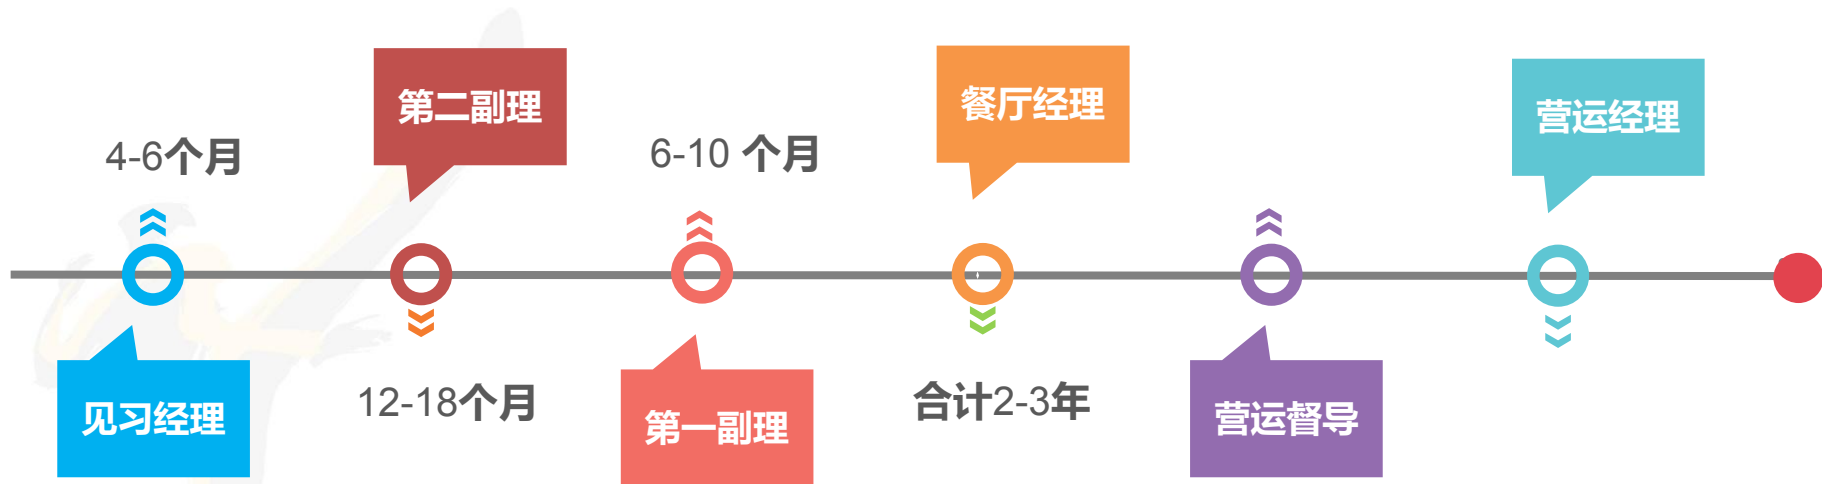 4-6个月
见习经理
第二副理
12-18个月
6-10 个月
第一副理
餐厅经理
合计2-3年
营运督导
营运经理